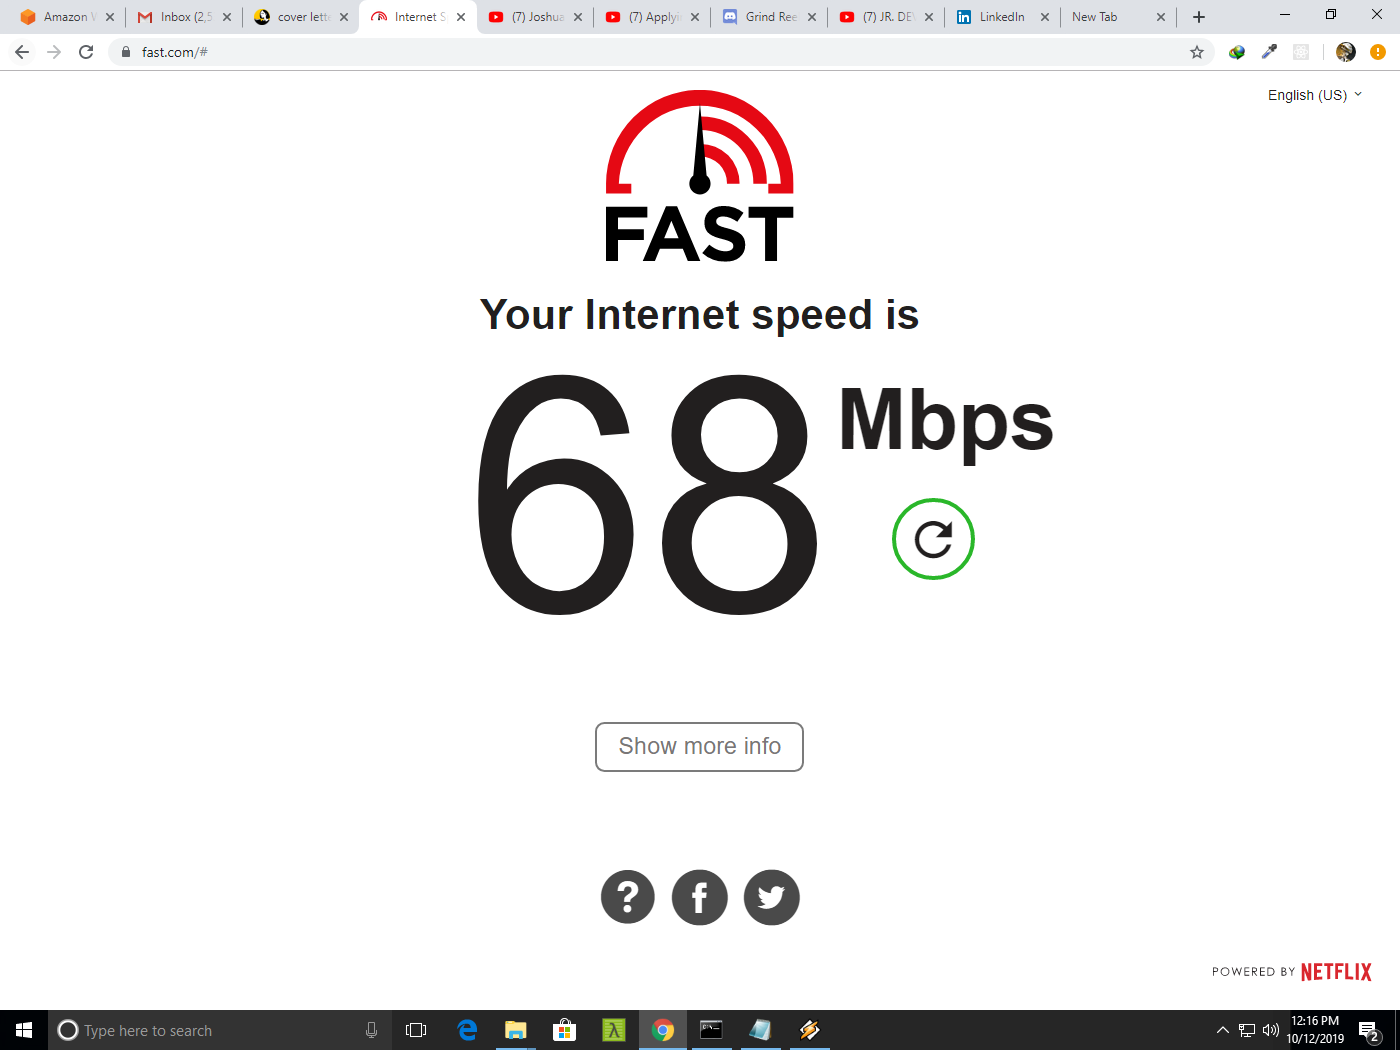 Amazon W
Inbox (2,5
cover lette
Internet S
(7) Joshua
(7) Applyi
Grind Ree
(7) JR. DEV
LinkedIn
New Tab
fast.com/#
English (US)
FAST
Your Internet speed is
68 Mbps
Show more info
POWERED BY NETFLIX
Type here to search
12:16 PM
10/12/2019
2